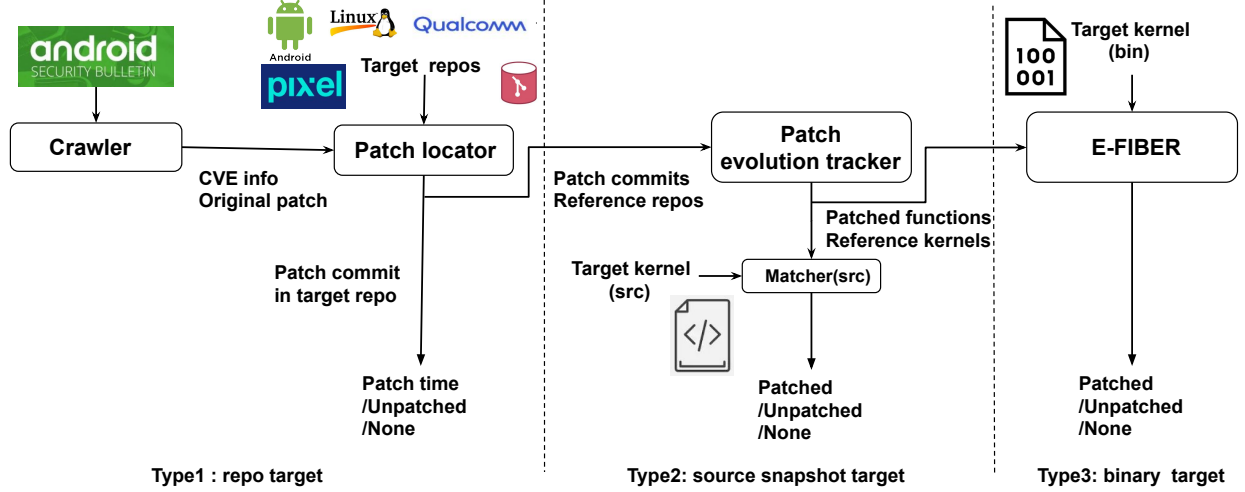 android
SECURITY BULLETIN
Android
Linux
Qualcomm
pixel
Target repos
100
001
Target kernel
(bin)
Crawler
Patch locator
Patch
evolution tracker
E-FIBER
CVE info
Original patch
Patch commits
Reference repos
Patched functions
Reference kernels
Patch commit
in target repo
Target kernel
(src)
Matcher(src)
</>
Patch time
/Unpatched
/None
Patched
/Unpatched
/None
Patched
/Unpatched
/None
Type1 : repo target
Type2: source snapshot target
Type3: binary target